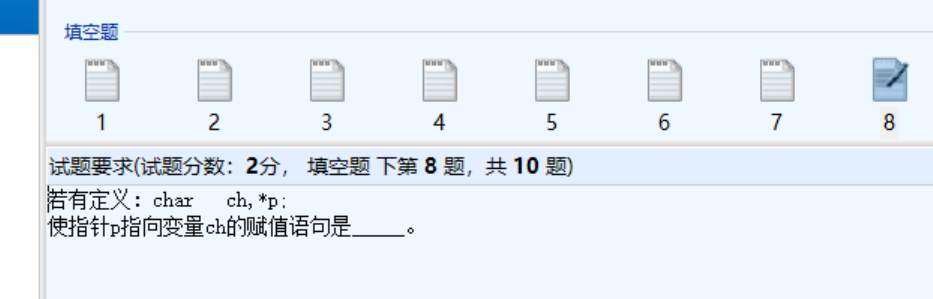 填空题
1 2 3 4 5 6 7 8
试题要求(试题分数：2分， 填空题 下第 8 题，共 10 题)
若有定义：char ch,*p;
使指针p指向变量ch的赋值语句是_____。